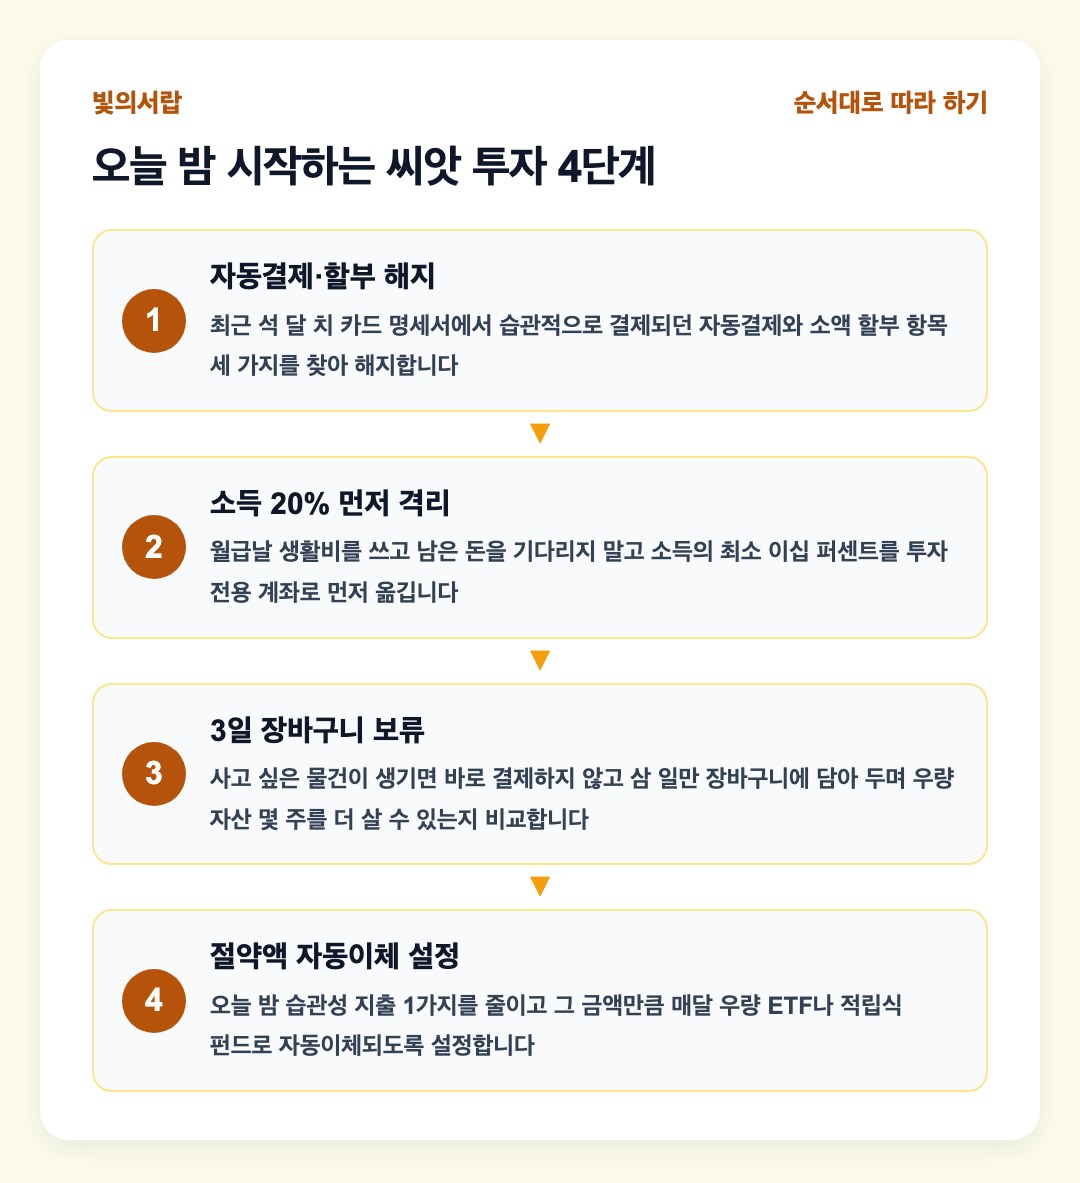 빛의서랍
순서대로 따라 하기
오늘 밤 시작하는 씨앗 투자 4단계
1
자동결제·할부 해지
최근 석 달 치 카드 명세서에서 습관적으로 결제되던 자동결제와 소액 할부 항목
세 가지를 찾아 해지합니다
▼
2
소득 20% 먼저 격리
월급날 생활비를 쓰고 남은 돈을 기다리지 말고 소득의 최소 이십 퍼센트를 투자
전용 계좌로 먼저 옮깁니다
▼
3
3일 장바구니 보류
사고 싶은 물건이 생기면 바로 결제하지 않고 삼 일만 장바구니에 담아 두며 우량
자산 몇 주를 더 살 수 있는지 비교합니다
▼
4
절약액 자동이체 설정
오늘 밤 습관성 지출 1가지를 줄이고 그 금액만큼 매달 우량 ETF나 적립식
펀드로 자동이체되도록 설정합니다